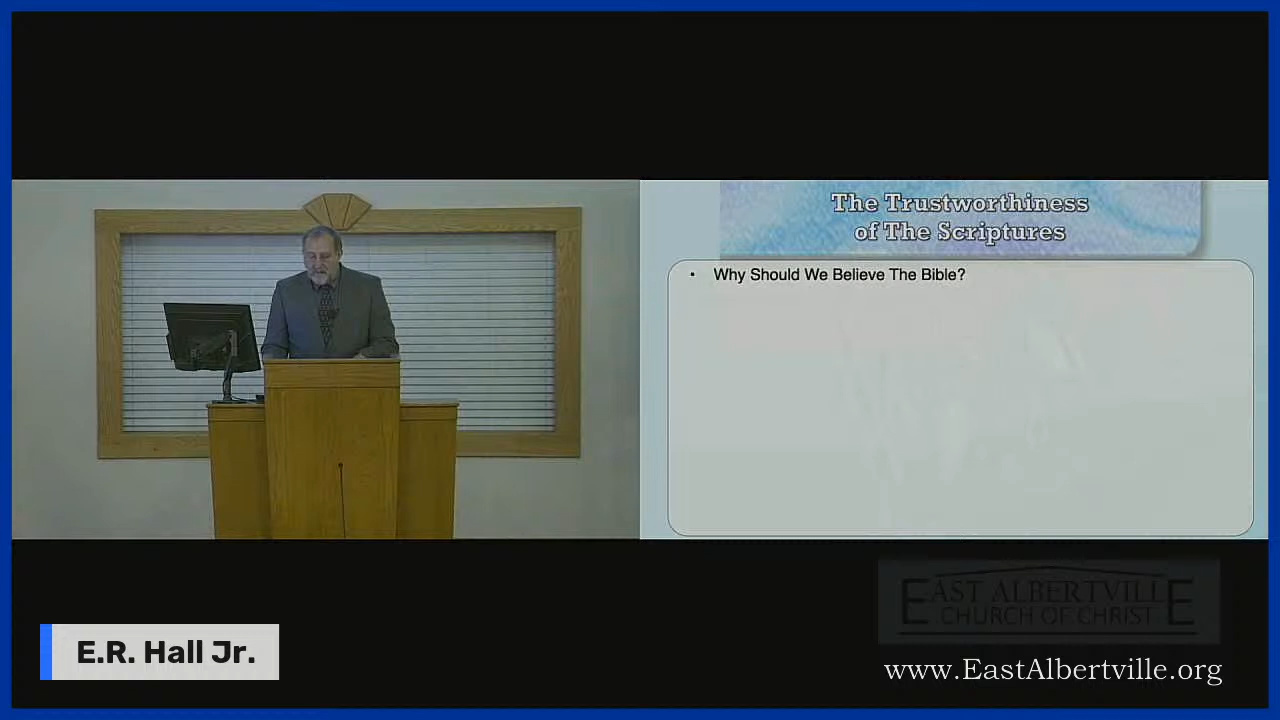 The Trustworthiness
of The Scriptures
• Why Should We Believe The Bible?
EAST ALBERTVILLE
CHURCH OF CHRIST
E.R. Hall Jr.
www.EastAlbertville.org